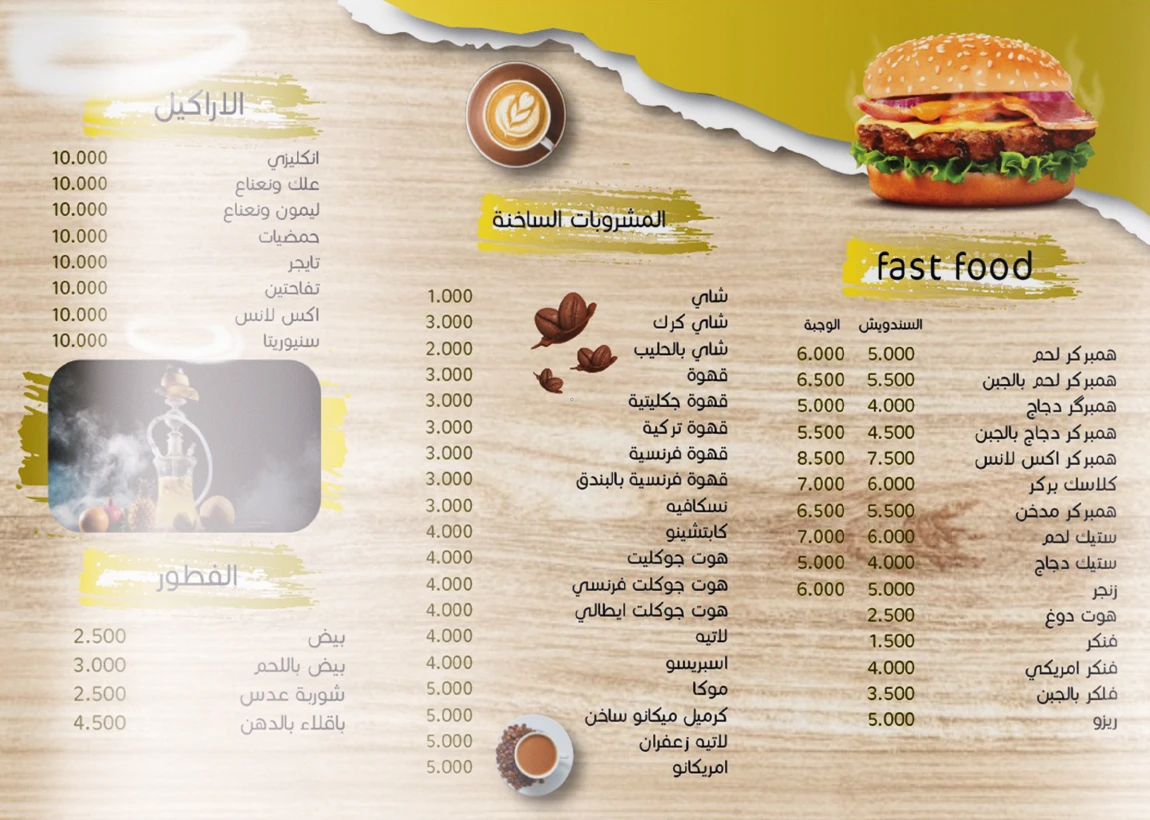 fast food
السندويش الوجبة
همبركر لحم 5.000 6.000
همبركر لحم بالجبن 5.500 6.500
همبرگر دجاج 4.000 5.000
همبركر دجاج بالجبن 4.500 5.500
همبركر اكس لانس 7.500 8.500
كلاسك بركر 6.000 7.000
همبركر مدخن 5.500 6.500
ستيك لحم 6.000 7.000
ستيك دجاج 4.000 5.000
زنجر 5.000 6.000
هوت دوغ 2.500
فنكر 1.500
فنكر امريكي 4.000
فلكر بالجبن 3.500
ريزو 5.000
المشروبات الساخنة
شاي 1.000
شاي كرك 3.000
شاي بالحليب 2.000
قهوة 3.000
قهوة جكليتية 3.000
قهوة تركية 3.000
قهوة فرنسية 3.000
قهوة فرنسية بالبندق 3.000
نسكافيه 3.000
كابتشينو 4.000
هوت جوكليت 4.000
هوت جوكلت فرنسي 4.000
هوت جوكلت ايطالي 4.000
لاتيه 4.000
اسبريسو 4.000
موكا 5.000
كرميل ميكانو ساخن 5.000
لاتيه زعفران 5.000
امريكانو 5.000
الاراكيل
انكليزي 10.000
علك ونعناع 10.000
ليمون ونعناع 10.000
حمضيات 10.000
تايجر 10.000
تفاحتين 10.000
اكس لانس 10.000
سنيوريتا 10.000
الفطور
بيض 2.500
بيض باللحم 3.000
شوربة عدس 2.500
باقلاء بالدهن 4.500